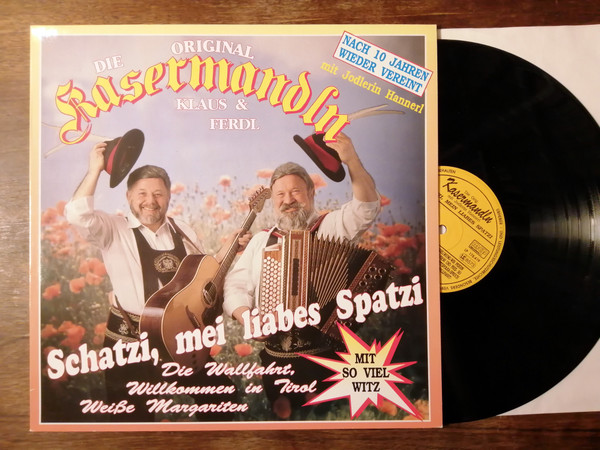 DIE ORIGINAL
Kasermandln
KLAUS &
FERDL
NACH 10 JAHREN
WIEDER VEREINT
mit Jodlerin Hannerl
Schatzi, mei liabes Spatzi
Die Wallfahrt,
Willkommen in Tirol
Weiße Margariten
MIT
SO VIEL
WITZ
Kasermandln